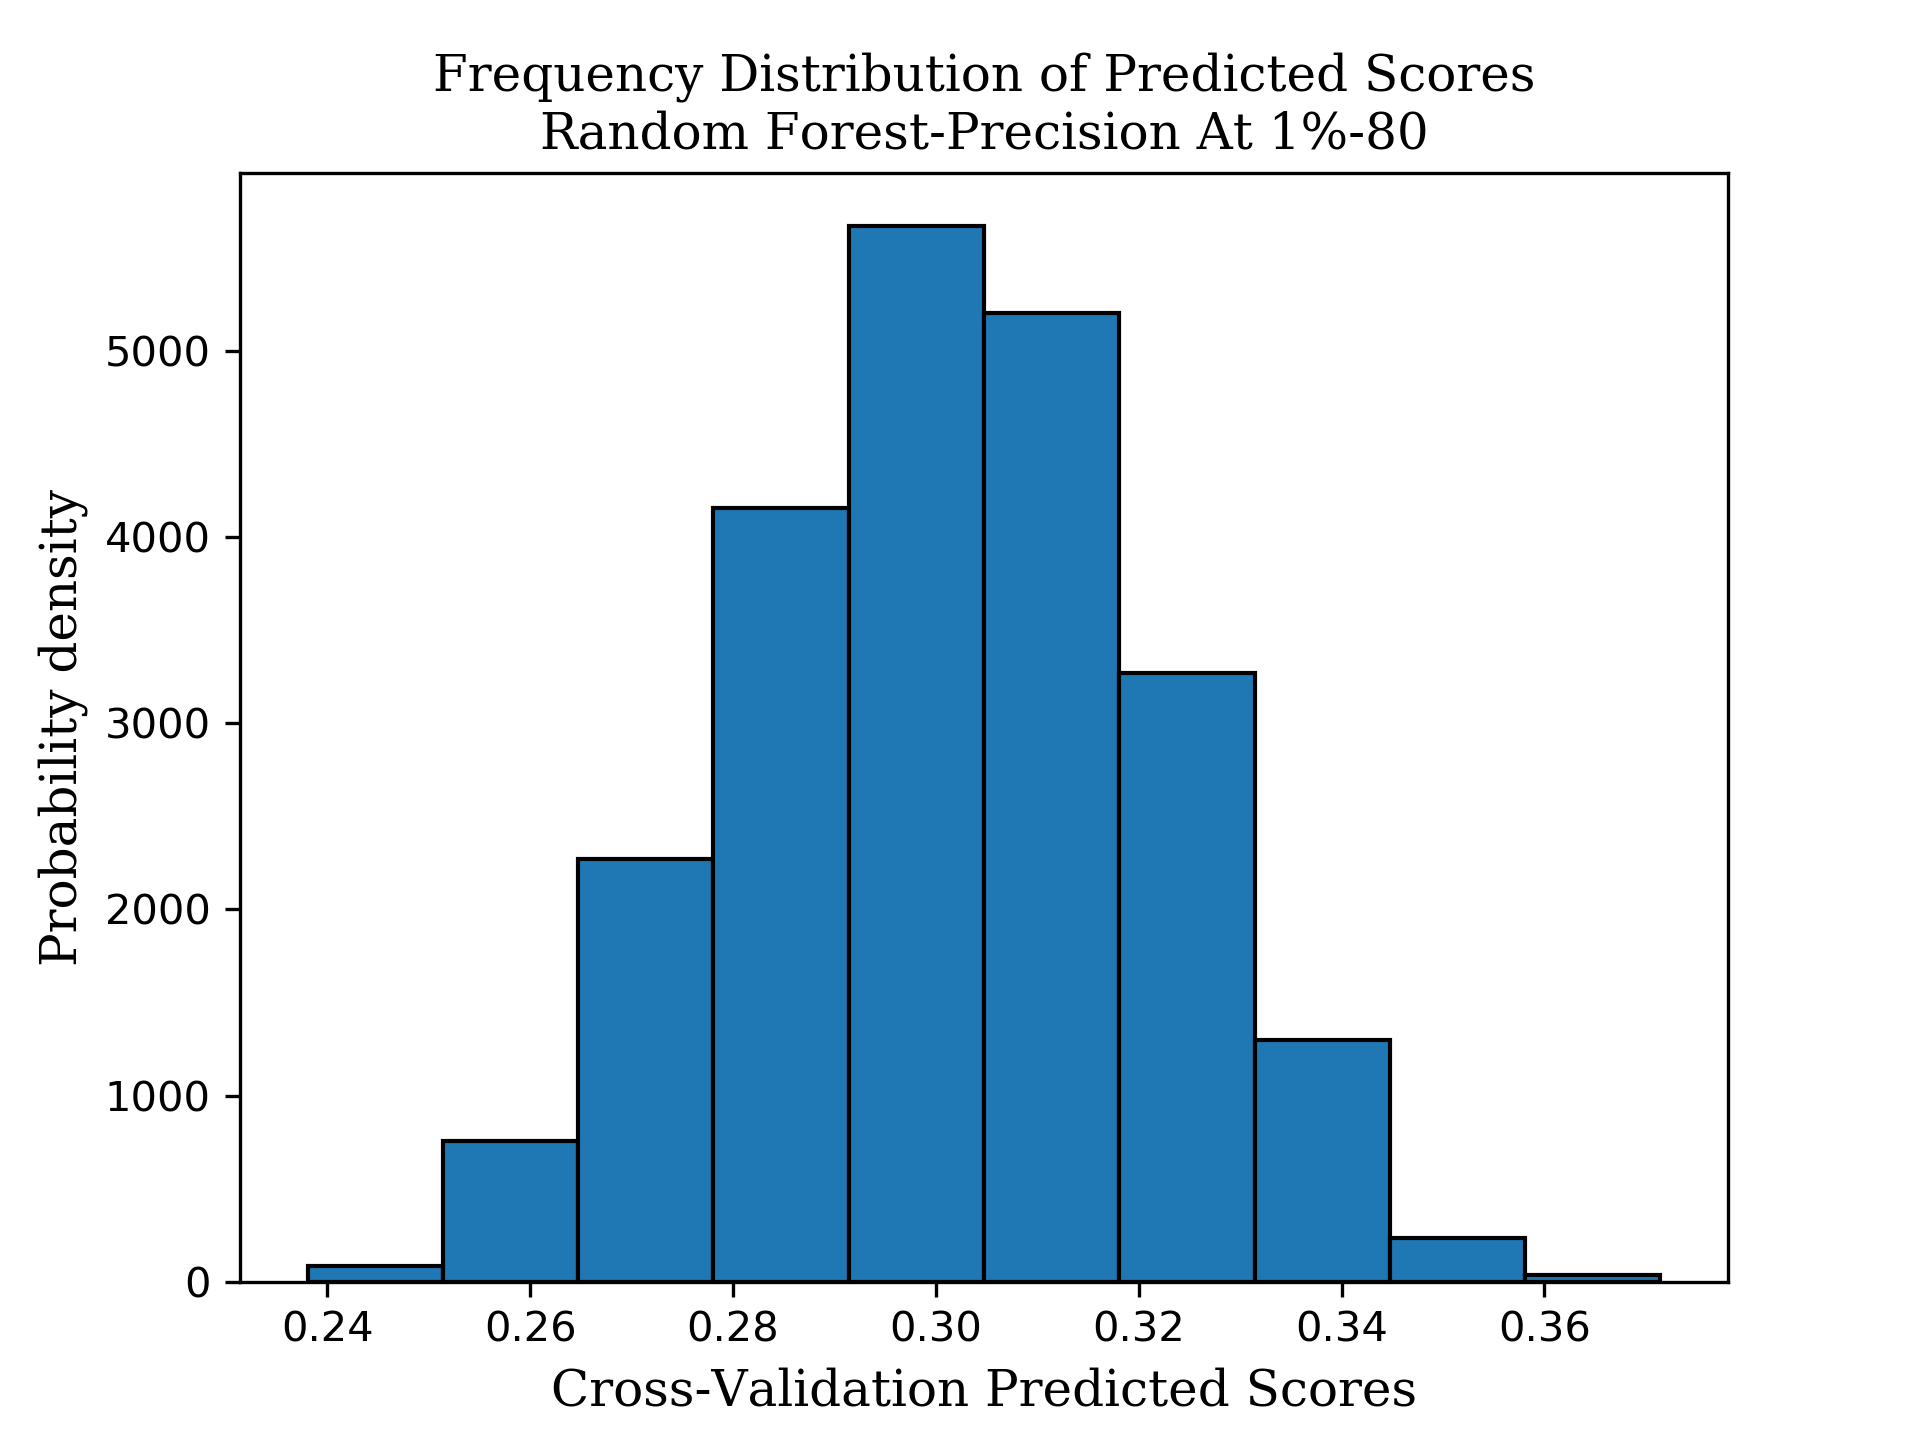 Frequency Distribution of Predicted Scores
Random Forest-Precision At 1%-80
Probability density
5000
4000
3000
2000
1000
0
0.24 0.26 0.28 0.30 0.32 0.34 0.36
Cross-Validation Predicted Scores